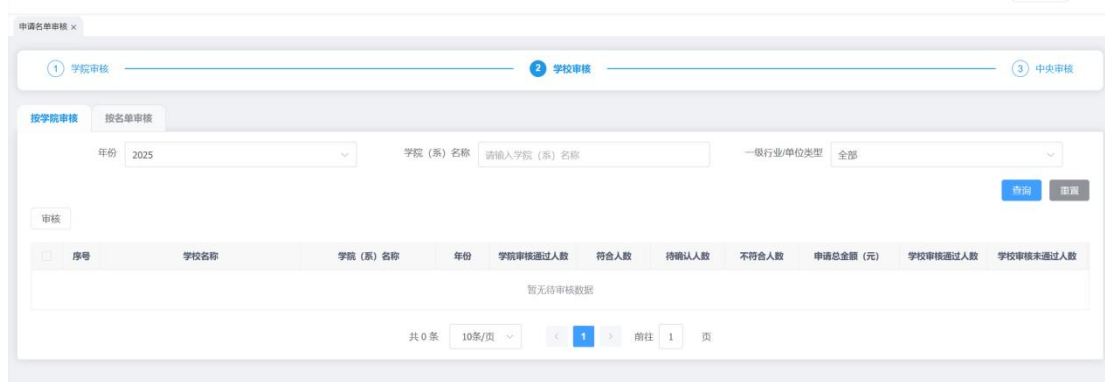 申请名单审核 ×
1 学院审核 2 学校审核 3 中央审核
按学院审核 按名单审核
年份 2025 学院（系）名称 请输入学院（系）名称 一级行业/单位类型 全部
查询 重置
审核
序号 学校名称 学院（系）名称 年份 学院审核通过人数 符合人数 待确认人数 不符合人数 申请总金额（元） 学校审核通过人数 学校审核未通过人数
暂无待审核数据
共 0 条 10条/页 < 1 > 前往 1 页